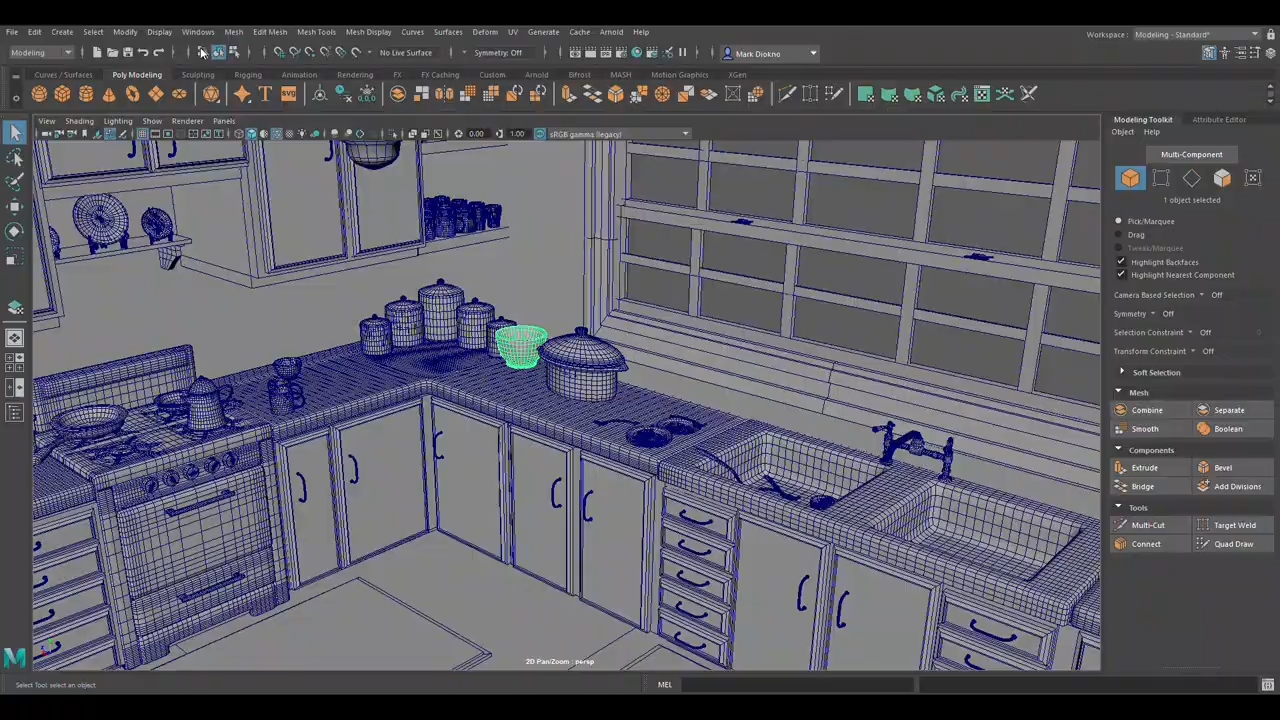 File Edit Create Select Modify Display Windows Mesh Edit Mesh Mesh Tools Mesh Display Curves Surfaces Deform UV Generate Cache Arnold Help Workspace : Modeling - Standard*
Modeling No Live Surface Symmetry: Off Mark Diokno
Curves / Surfaces Poly Modeling Sculpting Rigging Animation Rendering FX FX Caching Custom Arnold Bifrost MASH Motion Graphics XGen
View Shading Lighting Show Renderer Panels
0.00 1.00 sRGB gamma (legacy)
Modeling Toolkit Attribute Editor
Object Help
Multi-Component
1 object selected
Pick/Marquee
Drag
Tweak/Marquee
Highlight Backfaces
Highlight Nearest Component
Camera Based Selection Off
Symmetry Off
Selection Constraint Off
Transform Constraint Off
Soft Selection
Mesh
Combine Separate
Smooth Boolean
Components
Extrude Bevel
Bridge Add Divisions
Tools
Multi-Cut Target Weld
Connect Quad Draw
2D Pan/Zoom : persp
Select Tool: select an object MEL